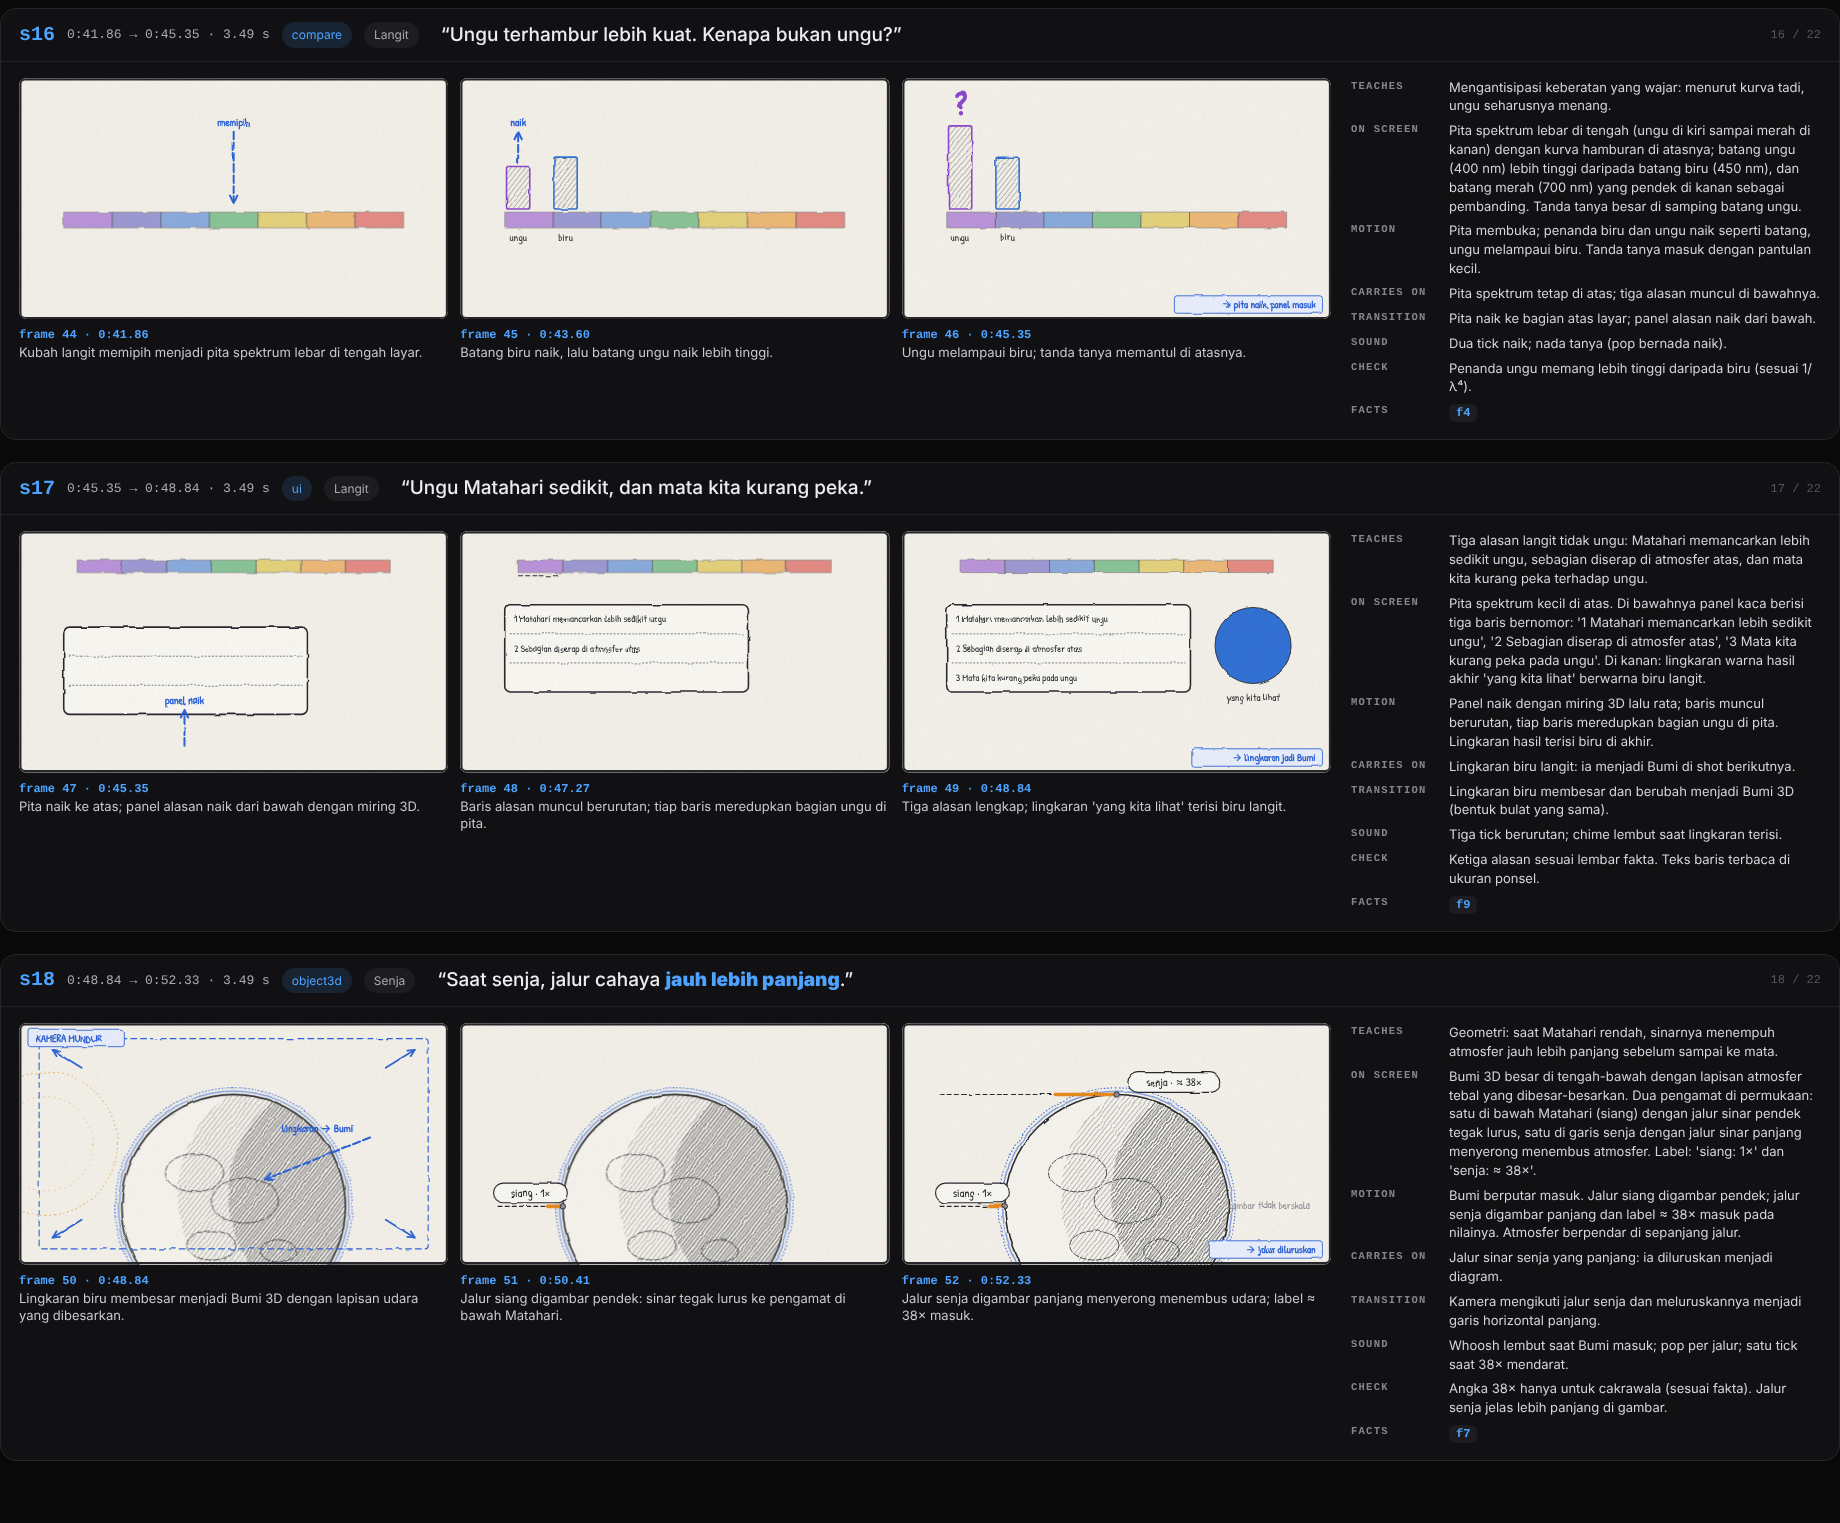 s16 0:41.86 → 0:45.35 · 3.49 s compare Langit “Ungu terhambur lebih kuat. Kenapa bukan ungu?” 16 / 22
memipih
naik
ungu biru
?
ungu biru
→ pita naik, panel masuk
frame 44 · 0:41.86
Kubah langit memipih menjadi pita spektrum lebar di tengah layar.
frame 45 · 0:43.60
Batang biru naik, lalu batang ungu naik lebih tinggi.
frame 46 · 0:45.35
Ungu melampaui biru; tanda tanya memantul di atasnya.
TEACHES Mengantisipasi keberatan yang wajar: menurut kurva tadi,
ungu seharusnya menang.
ON SCREEN Pita spektrum lebar di tengah (ungu di kiri sampai merah di
kanan) dengan kurva hamburan di atasnya; batang ungu
(400 nm) lebih tinggi daripada batang biru (450 nm), dan
batang merah (700 nm) yang pendek di kanan sebagai
pembanding. Tanda tanya besar di samping batang ungu.
MOTION Pita membuka; penanda biru dan ungu naik seperti batang,
ungu melampaui biru. Tanda tanya masuk dengan pantulan
kecil.
CARRIES ON Pita spektrum tetap di atas; tiga alasan muncul di bawahnya.
TRANSITION Pita naik ke bagian atas layar; panel alasan naik dari bawah.
SOUND Dua tick naik; nada tanya (pop bernada naik).
CHECK Penanda ungu memang lebih tinggi daripada biru (sesuai 1/
λ⁴).
FACTS f4
s17 0:45.35 → 0:48.84 · 3.49 s ui Langit “Ungu Matahari sedikit, dan mata kita kurang peka.” 17 / 22
panel naik
1 Matahari memancarkan lebih sedikit ungu
2 Sebagian diserap di atmosfer atas
1 Matahari memancarkan lebih sedikit ungu
2 Sebagian diserap di atmosfer atas
3 Mata kita kurang peka pada ungu
yang kita lihat
→ lingkaran jadi Bumi
frame 47 · 0:45.35
Pita naik ke atas; panel alasan naik dari bawah dengan miring 3D.
frame 48 · 0:47.27
Baris alasan muncul berurutan; tiap baris meredupkan bagian ungu di
pita.
frame 49 · 0:48.84
Tiga alasan lengkap; lingkaran 'yang kita lihat' terisi biru langit.
TEACHES Tiga alasan langit tidak ungu: Matahari memancarkan lebih
sedikit ungu, sebagian diserap di atmosfer atas, dan mata
kita kurang peka terhadap ungu.
ON SCREEN Pita spektrum kecil di atas. Di bawahnya panel kaca berisi
tiga baris bernomor: '1 Matahari memancarkan lebih sedikit
ungu', '2 Sebagian diserap di atmosfer atas', '3 Mata kita
kurang peka pada ungu'. Di kanan: lingkaran warna hasil
akhir 'yang kita lihat' berwarna biru langit.
MOTION Panel naik dengan miring 3D lalu rata; baris muncul
berurutan, tiap baris meredupkan bagian ungu di pita.
Lingkaran hasil terisi biru di akhir.
CARRIES ON Lingkaran biru langit: ia menjadi Bumi di shot berikutnya.
TRANSITION Lingkaran biru membesar dan berubah menjadi Bumi 3D
(bentuk bulat yang sama).
SOUND Tiga tick berurutan; chime lembut saat lingkaran terisi.
CHECK Ketiga alasan sesuai lembar fakta. Teks baris terbaca di
ukuran ponsel.
FACTS f9
s18 0:48.84 → 0:52.33 · 3.49 s object3d Senja “Saat senja, jalur cahaya jauh lebih panjang.” 18 / 22
KAMERA MUNDUR
lingkaran → Bumi
siang · 1×
senja · ≈ 38×
siang · 1×
tidak berskala
→ jalur diluruskan
frame 50 · 0:48.84
Lingkaran biru membesar menjadi Bumi 3D dengan lapisan udara
yang dibesarkan.
frame 51 · 0:50.41
Jalur siang digambar pendek: sinar tegak lurus ke pengamat di
bawah Matahari.
frame 52 · 0:52.33
Jalur senja digambar panjang menyerong menembus udara; label ≈
38× masuk.
TEACHES Geometri: saat Matahari rendah, sinarnya menempuh
atmosfer jauh lebih panjang sebelum sampai ke mata.
ON SCREEN Bumi 3D besar di tengah-bawah dengan lapisan atmosfer
tebal yang dibesar-besarkan. Dua pengamat di permukaan:
satu di bawah Matahari (siang) dengan jalur sinar pendek
tegak lurus, satu di garis senja dengan jalur sinar panjang
menyerong menembus atmosfer. Label: 'siang: 1×' dan
'senja: ≈ 38×'.
MOTION Bumi berputar masuk. Jalur siang digambar pendek; jalur
senja digambar panjang dan label ≈ 38× masuk pada
nilainya. Atmosfer berpendar di sepanjang jalur.
CARRIES ON Jalur sinar senja yang panjang: ia diluruskan menjadi
diagram.
TRANSITION Kamera mengikuti jalur senja dan meluruskannya menjadi
garis horizontal panjang.
SOUND Whoosh lembut saat Bumi masuk; pop per jalur; satu tick
saat 38× mendarat.
CHECK Angka 38× hanya untuk cakrawala (sesuai fakta). Jalur
senja jelas lebih panjang di gambar.
FACTS f7